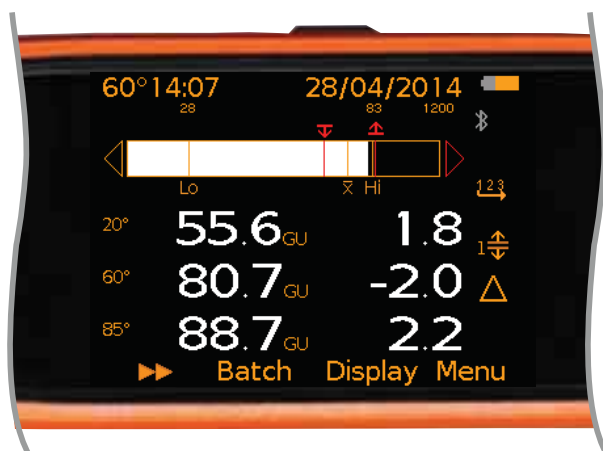 60° 14:07 28/04/2014
28 83 1200
Lo x̅ Hi
123
20° 55.6GU 1.8
1
60° 80.7GU -2.0
85° 88.7GU 2.2
Batch Display Menu